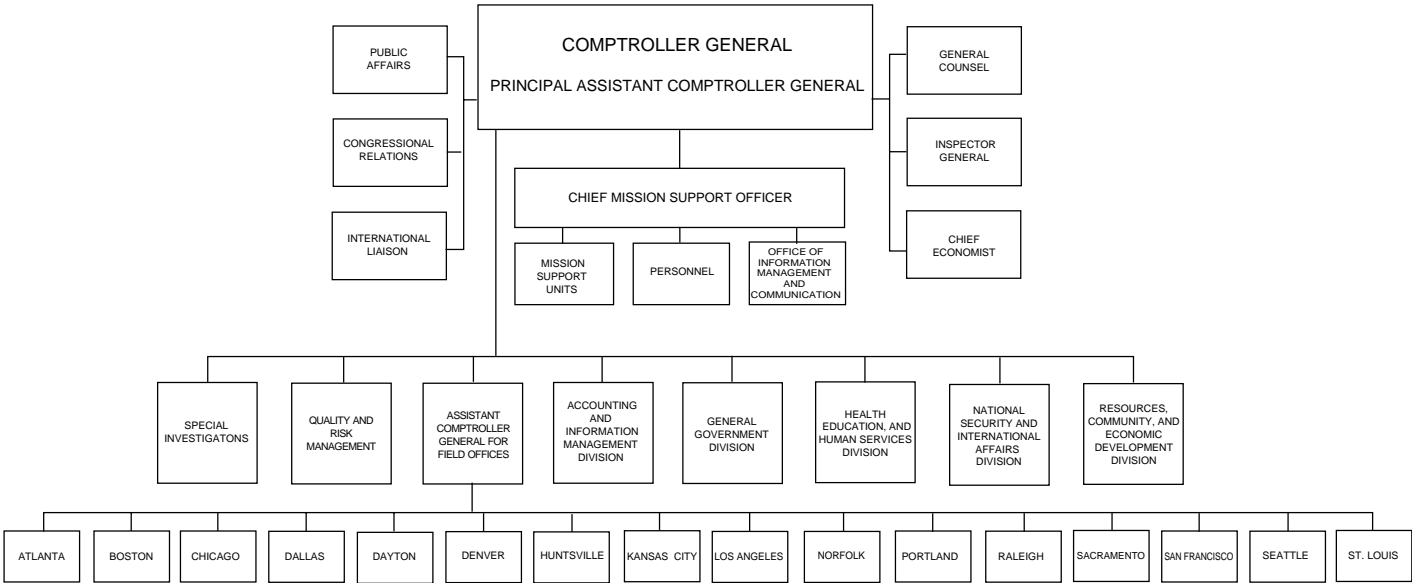 COMPTROLLER GENERAL
PRINCIPAL ASSISTANT COMPTROLLER GENERAL
PUBLIC
AFFAIRS
CONGRESSIONAL
RELATIONS
INTERNATIONAL
LIAISON
GENERAL
COUNSEL
INSPECTOR
GENERAL
CHIEF
ECONOMIST
CHIEF MISSION SUPPORT OFFICER
MISSION
SUPPORT
UNITS
PERSONNEL
OFFICE OF
INFORMATION
MANAGEMENT
AND
COMMUNICATION
SPECIAL
INVESTIGATONS
QUALITY AND
RISK
MANAGEMENT
ASSISTANT
COMPTROLLER
GENERAL FOR
FIELD OFFICES
ACCOUNTING
AND
INFORMATION
MANAGEMENT
DIVISION
GENERAL
GOVERNMENT
DIVISION
HEALTH
EDUCATION, AND
HUMAN SERVICES
DIVISION
NATIONAL
SECURITY AND
INTERNATIONAL
AFFAIRS
DIVISION
RESOURCES,
COMMUNITY, AND
ECONOMIC
DEVELOPMENT
DIVISION
ATLANTA
BOSTON
CHICAGO
DALLAS
DAYTON
DENVER
HUNTSVILLE
KANSAS CITY
LOS ANGELES
NORFOLK
PORTLAND
RALEIGH
SACRAMENTO
SAN FRANCISCO
SEATTLE
ST. LOUIS